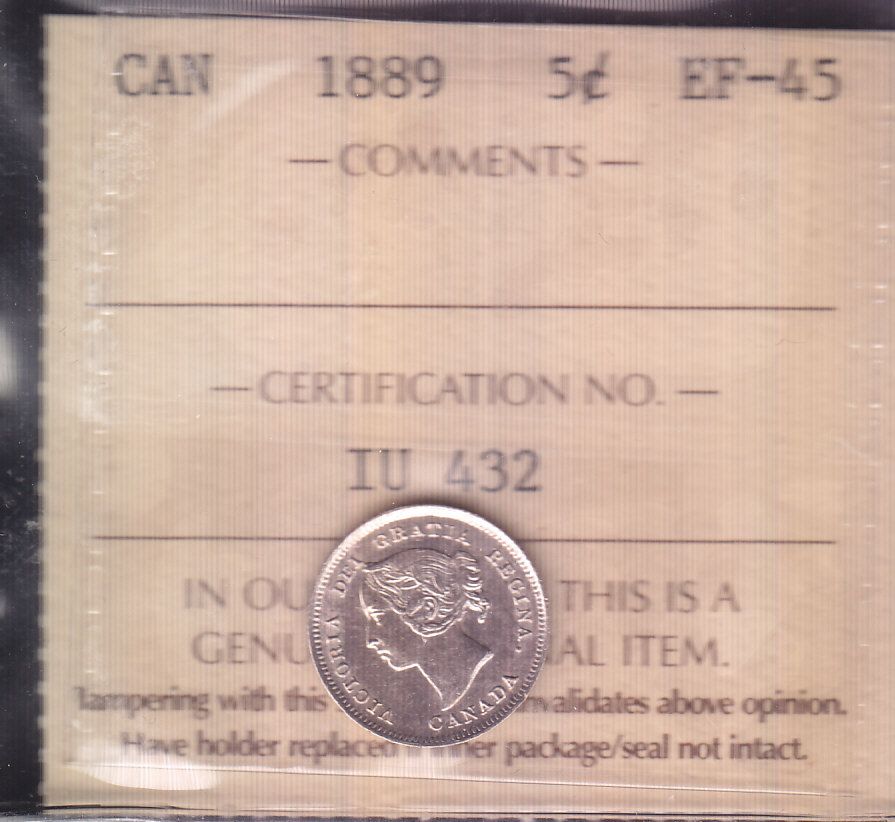 CAN 1889 5¢ EF-45
—COMMENTS—
—CERTIFICATION NO.—
IU 432
IN OU THIS IS A
GENU AL ITEM.
Tampering with this invalidates above opinion.
Have holder replaced package/seal not intact.
VICTORIA DEI GRATIA REGINA.
CANADA